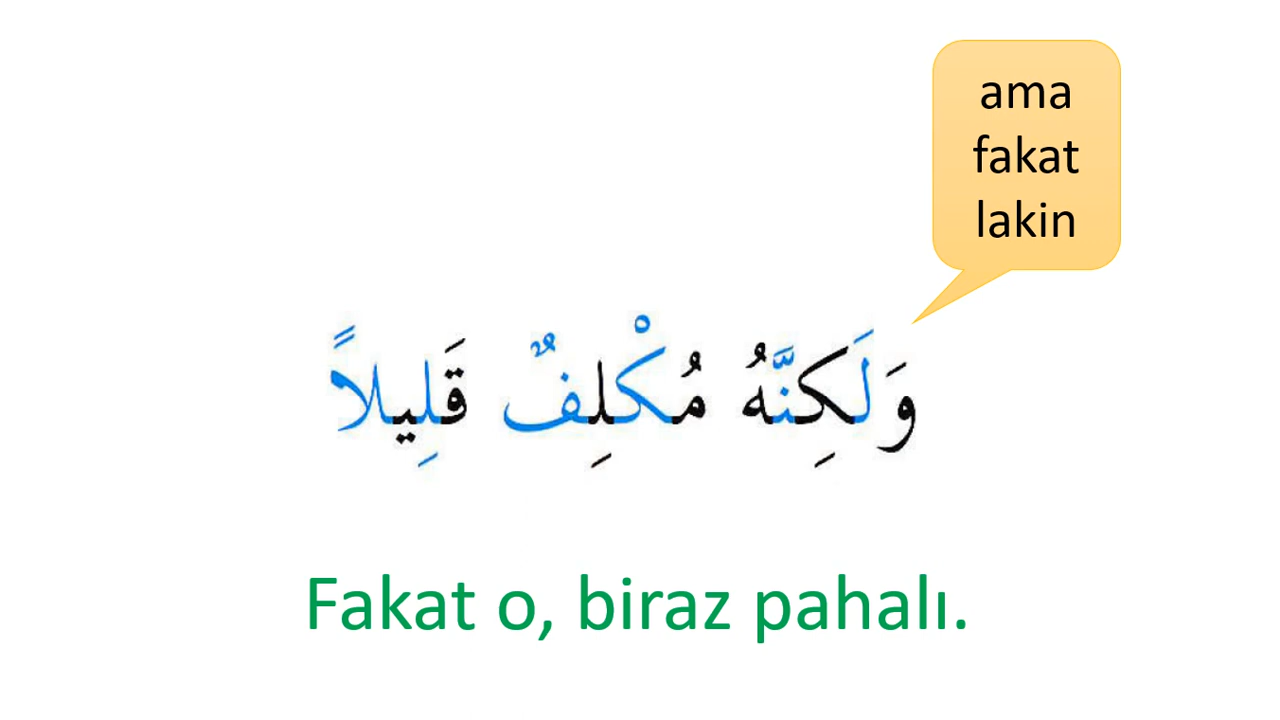 ama
fakat
lakin
وَلَكِنَّهُ مُكْلِفٌ قَلِيلاً
Fakat o, biraz pahalı.